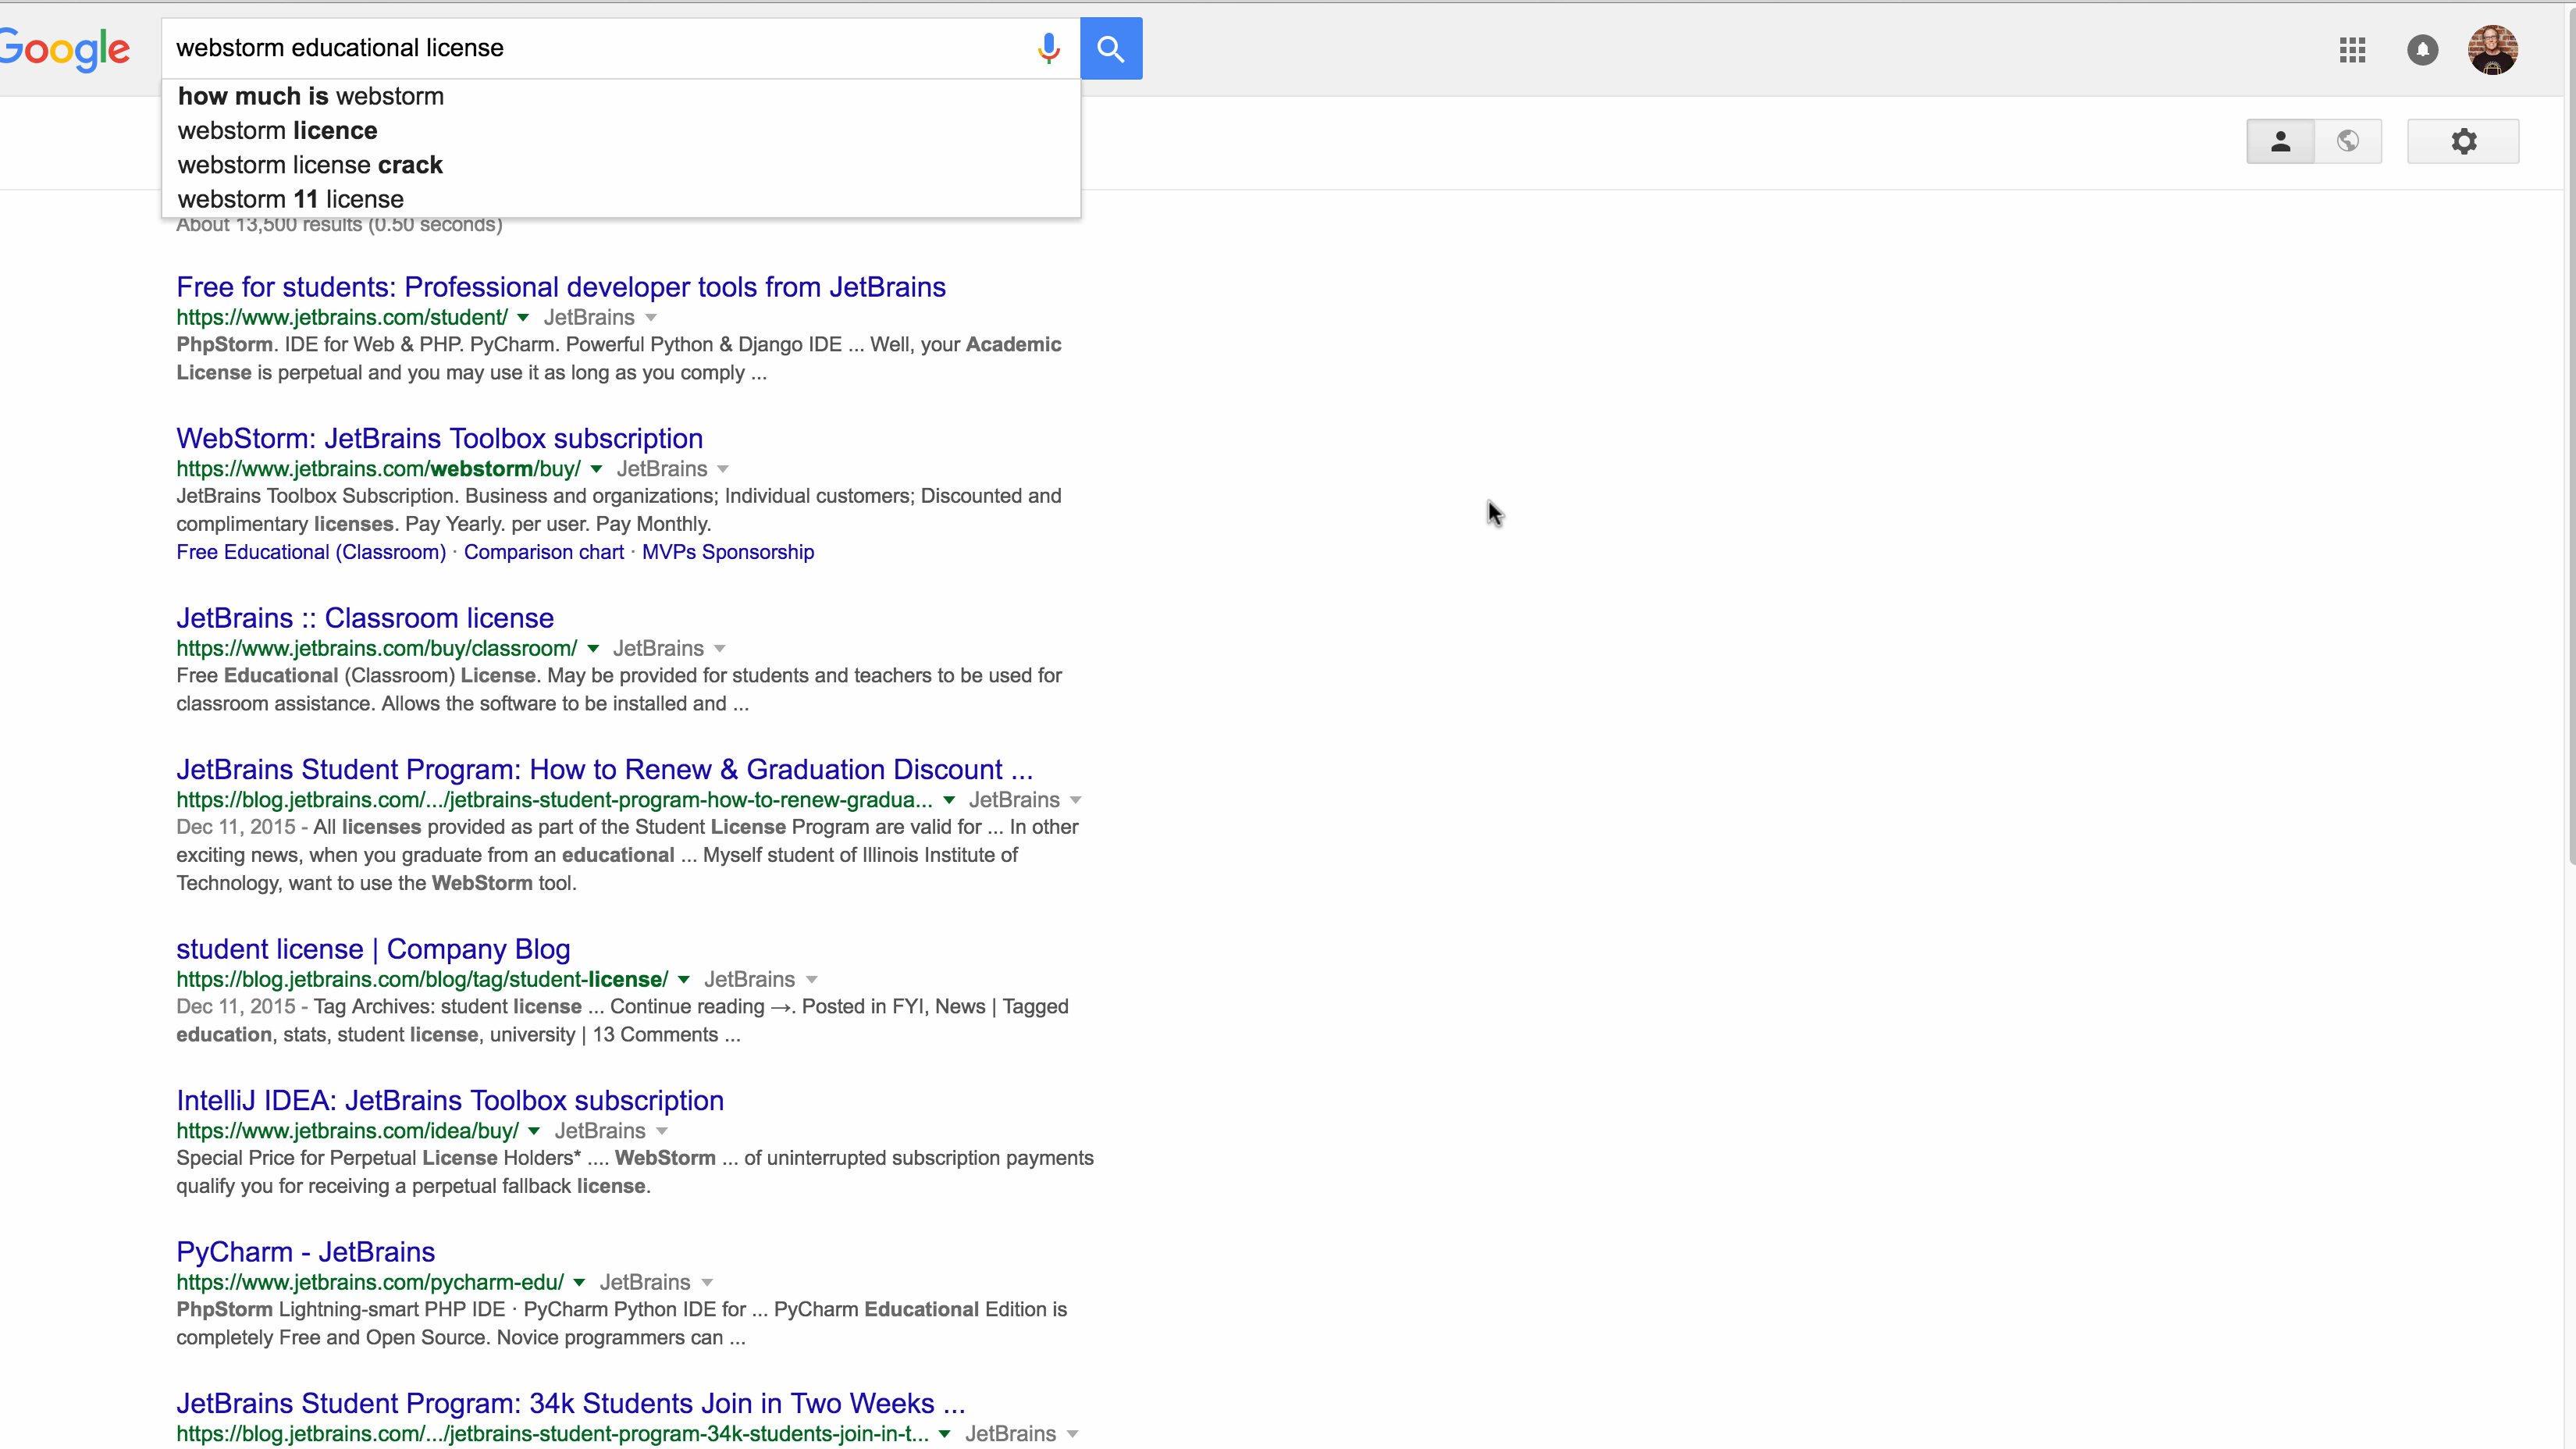 Google
webstorm educational license
how much is webstorm
webstorm licence
webstorm license crack
webstorm 11 license
About 13,500 results (0.50 seconds)
Free for students: Professional developer tools from JetBrains
https://www.jetbrains.com/student/ JetBrains
PhpStorm. IDE for Web & PHP. PyCharm. Powerful Python & Django IDE ... Well, your Academic
License is perpetual and you may use it as long as you comply ...
WebStorm: JetBrains Toolbox subscription
https://www.jetbrains.com/webstorm/buy/ JetBrains
JetBrains Toolbox Subscription. Business and organizations; Individual customers; Discounted and
complimentary licenses. Pay Yearly. per user. Pay Monthly.
Free Educational (Classroom) · Comparison chart · MVPs Sponsorship
JetBrains :: Classroom license
https://www.jetbrains.com/buy/classroom/ JetBrains
Free Educational (Classroom) License. May be provided for students and teachers to be used for
classroom assistance. Allows the software to be installed and ...
JetBrains Student Program: How to Renew & Graduation Discount ...
https://blog.jetbrains.com/.../jetbrains-student-program-how-to-renew-gradua... JetBrains
Dec 11, 2015 - All licenses provided as part of the Student License Program are valid for ... In other
exciting news, when you graduate from an educational ... Myself student of Illinois Institute of
Technology, want to use the WebStorm tool.
student license | Company Blog
https://blog.jetbrains.com/blog/tag/student-license/ JetBrains
Dec 11, 2015 - Tag Archives: student license ... Continue reading →. Posted in FYI, News | Tagged
education, stats, student license, university | 13 Comments ...
IntelliJ IDEA: JetBrains Toolbox subscription
https://www.jetbrains.com/idea/buy/ JetBrains
Special Price for Perpetual License Holders* .... WebStorm ... of uninterrupted subscription payments
qualify you for receiving a perpetual fallback license.
PyCharm - JetBrains
https://www.jetbrains.com/pycharm-edu/ JetBrains
PhpStorm Lightning-smart PHP IDE · PyCharm Python IDE for ... PyCharm Educational Edition is
completely Free and Open Source. Novice programmers can ...
JetBrains Student Program: 34k Students Join in Two Weeks ...
https://blog.jetbrains.com/.../jetbrains-student-program-34k-students-join-in-t... JetBrains